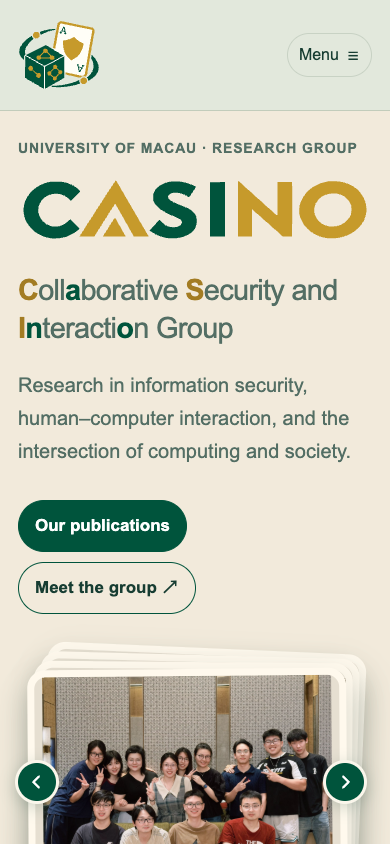 A
A
Menu ≡
UNIVERSITY OF MACAU · RESEARCH GROUP
CASINO
Collaborative Security and
Interaction Group
Research in information security,
human–computer interaction, and the
intersection of computing and society.
Our publications
Meet the group ↗